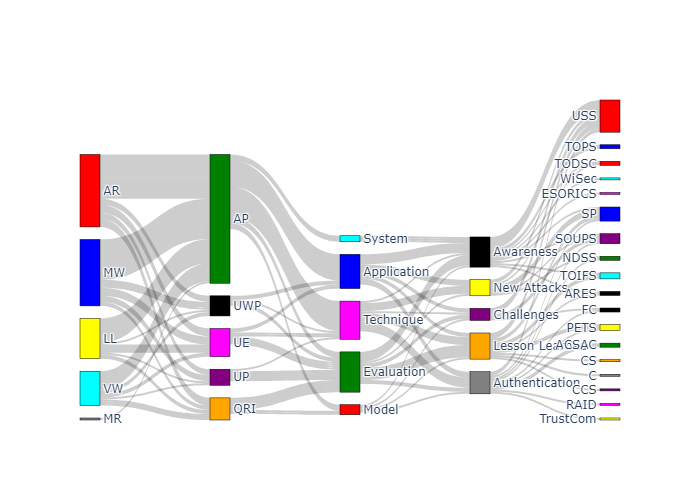 AR
MW
LL
VW
MR
AP
UWP
UE
UP
QRI
System
Application
Technique
Evaluation
Model
Awareness
New Attacks
Challenges
Lesson
Authentication
USS
TOPS
TODSC
WiSec
ESORICS
SP
SOUPS
NDSS
TOIFS
ARES
FC
PETS
ACSAC
CS
C
CCS
RAID
TrustCom